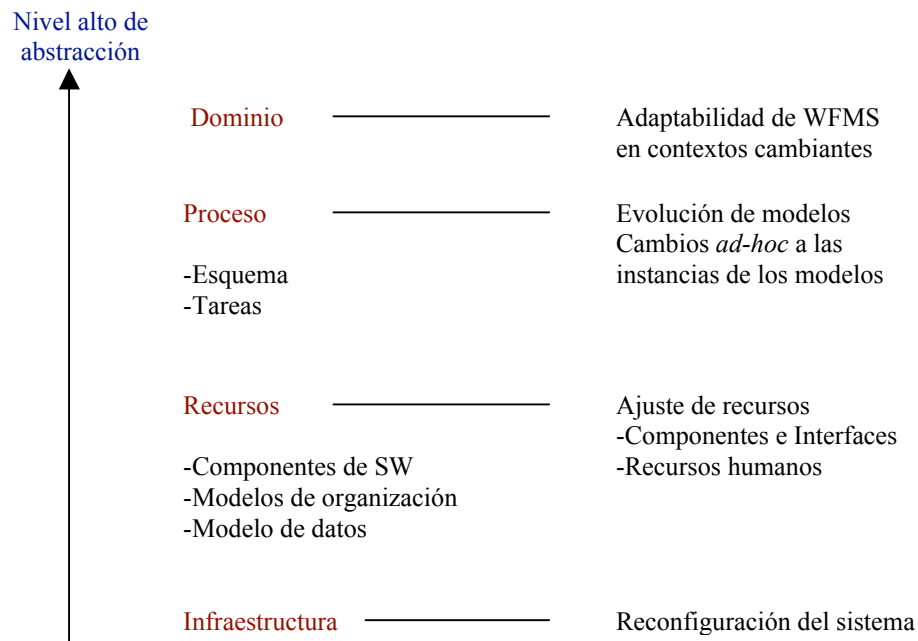 Nivel alto de
abstracción
Dominio
Adaptabilidad de WFMS
en contextos cambiantes
Proceso
Evolución de modelos
Cambios ad-hoc a las
instancias de los modelos
-Esquema
-Tareas
Recursos
Ajuste de recursos
-Componentes e Interfaces
-Recursos humanos
-Componentes de SW
-Modelos de organización
-Modelo de datos
Infraestructura
Reconfiguración del sistema